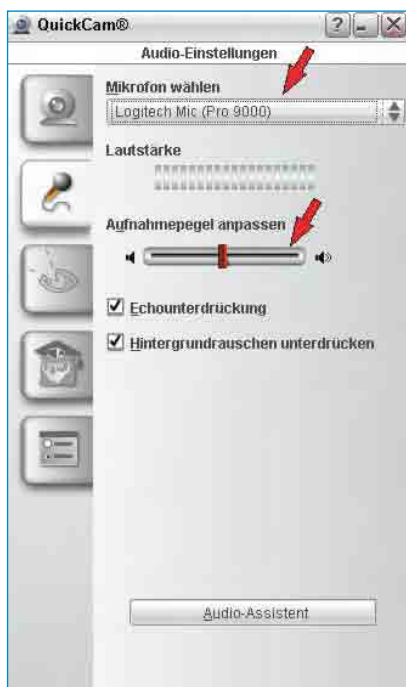 QuickCam®
Audio-Einstellungen
Mikrofon wählen
Logitech Mic (Pro 9000)
Lautstärke
Aufnahmepegel anpassen
Echounterdrückung
Hintergrundrauschen unterdrücken
Audio-Assistent